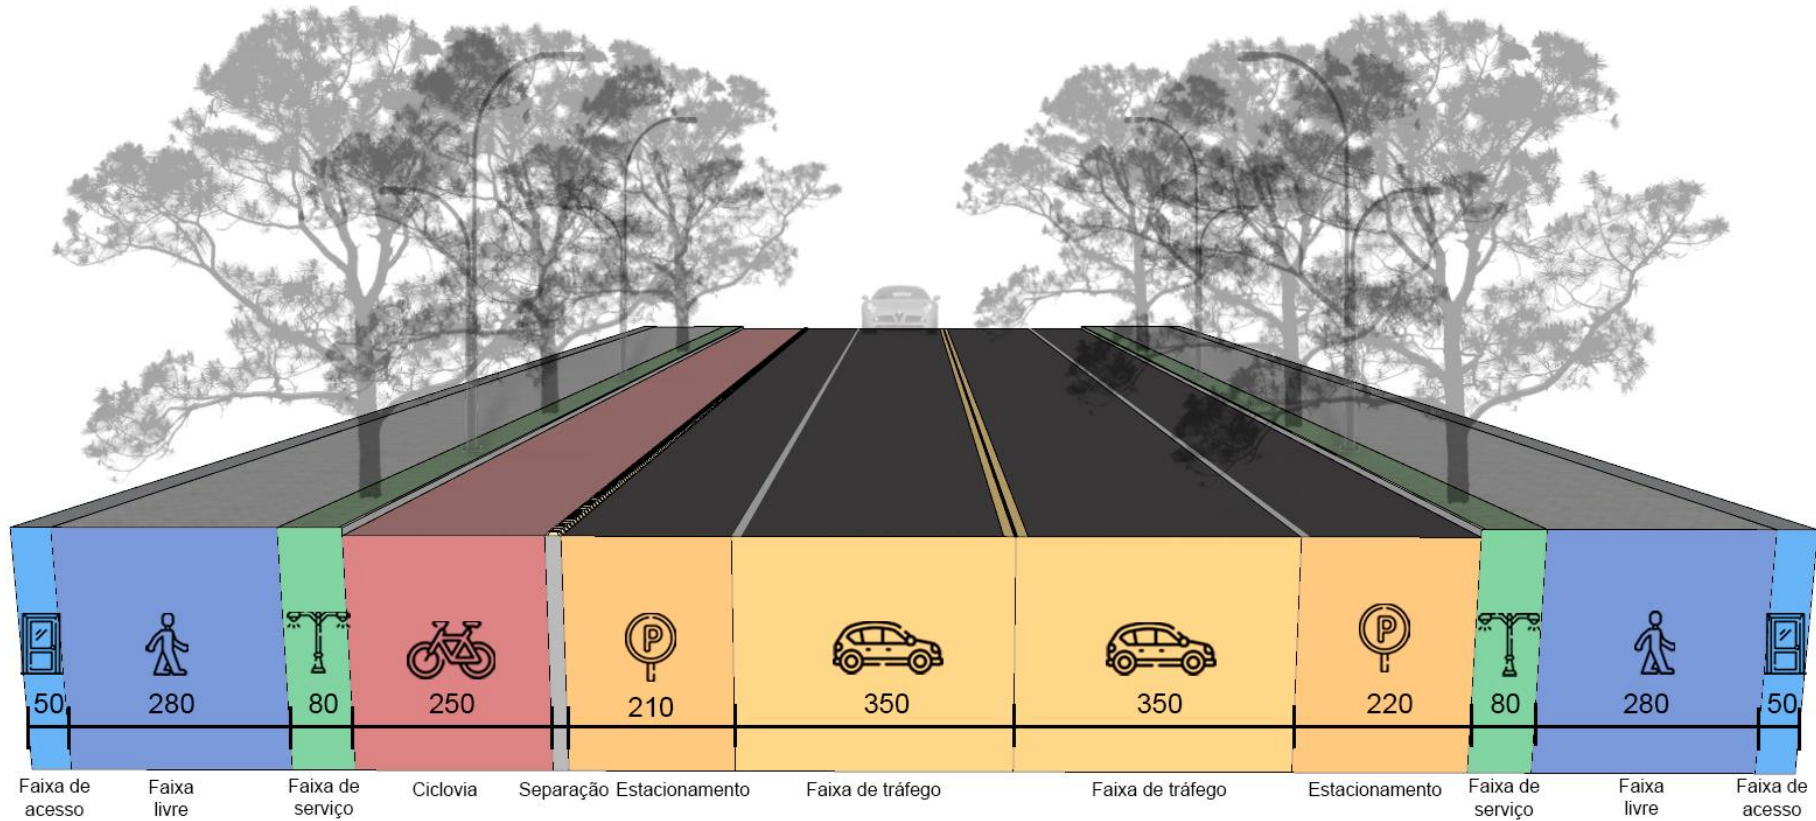 50 280 80 250 210 350 350 220 80 280 50
Faixa de acesso
Faixa livre
Faixa de serviço
Ciclovia
Separação
Estacionamento
Faixa de tráfego
Faixa de tráfego
Estacionamento
Faixa de serviço
Faixa livre
Faixa de acesso